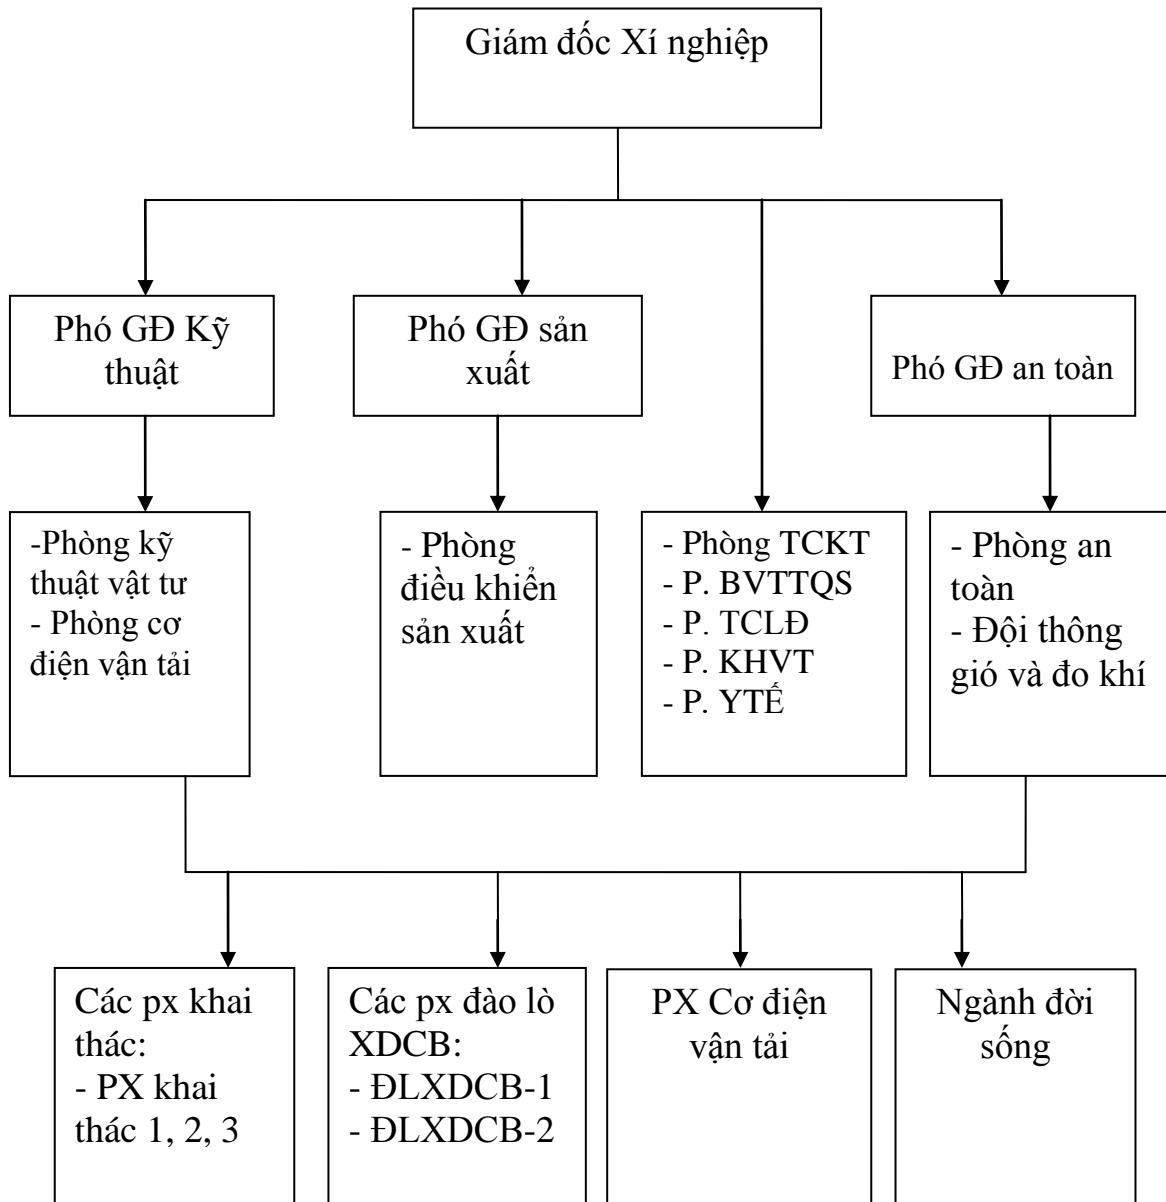 Giám đốc Xí nghiệp
Phó GĐ Kỹ
thuật
Phó GĐ sản
xuất
Phó GĐ an toàn
-Phòng kỹ
thuật vật tư
- Phòng cơ
điện vận tải
- Phòng
điều khiển
sản xuất
- Phòng TCKT
- P. BVTTQS
- P. TCLĐ
- P. KHVT
- P. YTẾ
- Phòng an
toàn
- Đội thông
gió và đo khí
Các px khai
thác:
- PX khai
thác 1, 2, 3
Các px đào lò
XDCB:
- ĐLXDCB-1
- ĐLXDCB-2
PX Cơ điện
vận tải
Ngành đời
sống